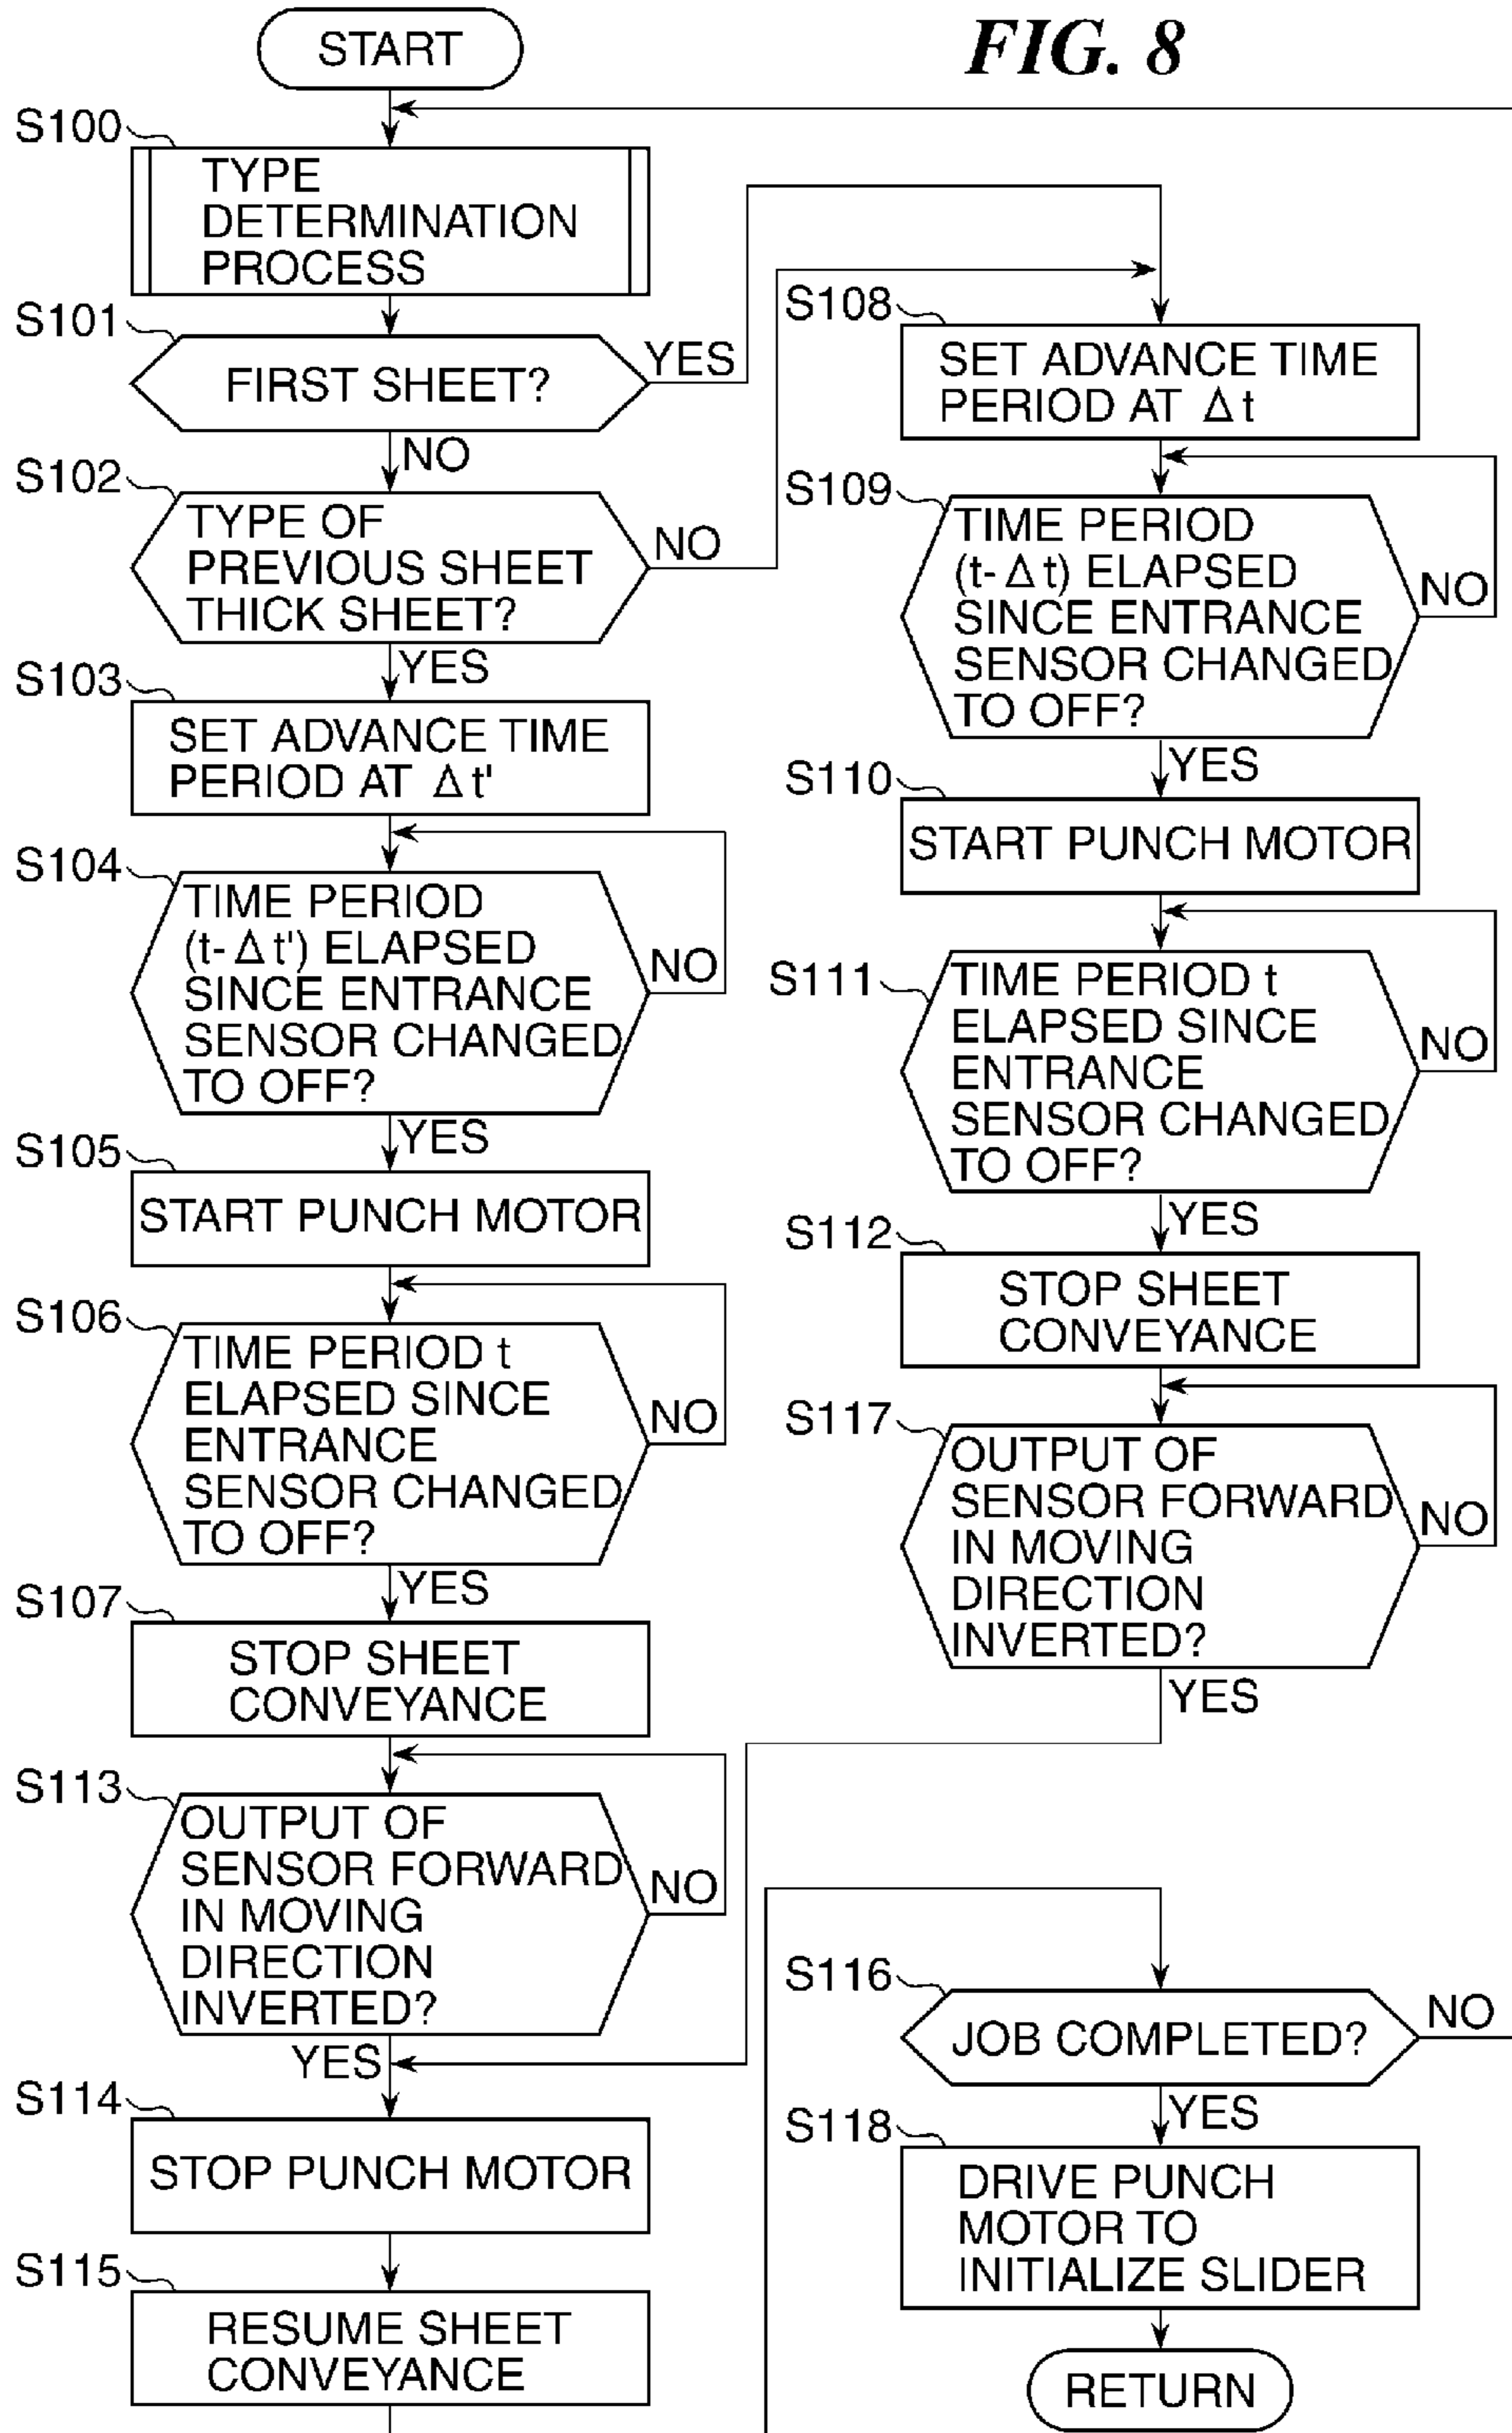 FIG. 8
START
S100
TYPE
DETERMINATION
PROCESS
S101
FIRST SHEET?
YES
NO
S102
TYPE OF
PREVIOUS SHEET
THICK SHEET?
NO
YES
S103
SET ADVANCE TIME
PERIOD AT Δt'
S104
TIME PERIOD
(t-Δt') ELAPSED
SINCE ENTRANCE
SENSOR CHANGED
TO OFF?
NO
YES
S105
START PUNCH MOTOR
S106
TIME PERIOD t
ELAPSED SINCE
ENTRANCE
SENSOR CHANGED
TO OFF?
NO
YES
S107
STOP SHEET
CONVEYANCE
S113
OUTPUT OF
SENSOR FORWARD
IN MOVING
DIRECTION
INVERTED?
NO
YES
S114
STOP PUNCH MOTOR
S115
RESUME SHEET
CONVEYANCE
S108
SET ADVANCE TIME
PERIOD AT Δt
S109
TIME PERIOD
(t-Δt) ELAPSED
SINCE ENTRANCE
SENSOR CHANGED
TO OFF?
NO
YES
S110
START PUNCH MOTOR
S111
TIME PERIOD t
ELAPSED SINCE
ENTRANCE
SENSOR CHANGED
TO OFF?
NO
YES
S112
STOP SHEET
CONVEYANCE
S117
OUTPUT OF
SENSOR FORWARD
IN MOVING
DIRECTION
INVERTED?
NO
YES
S116
JOB COMPLETED?
NO
YES
S118
DRIVE PUNCH
MOTOR TO
INITIALIZE SLIDER
RETURN